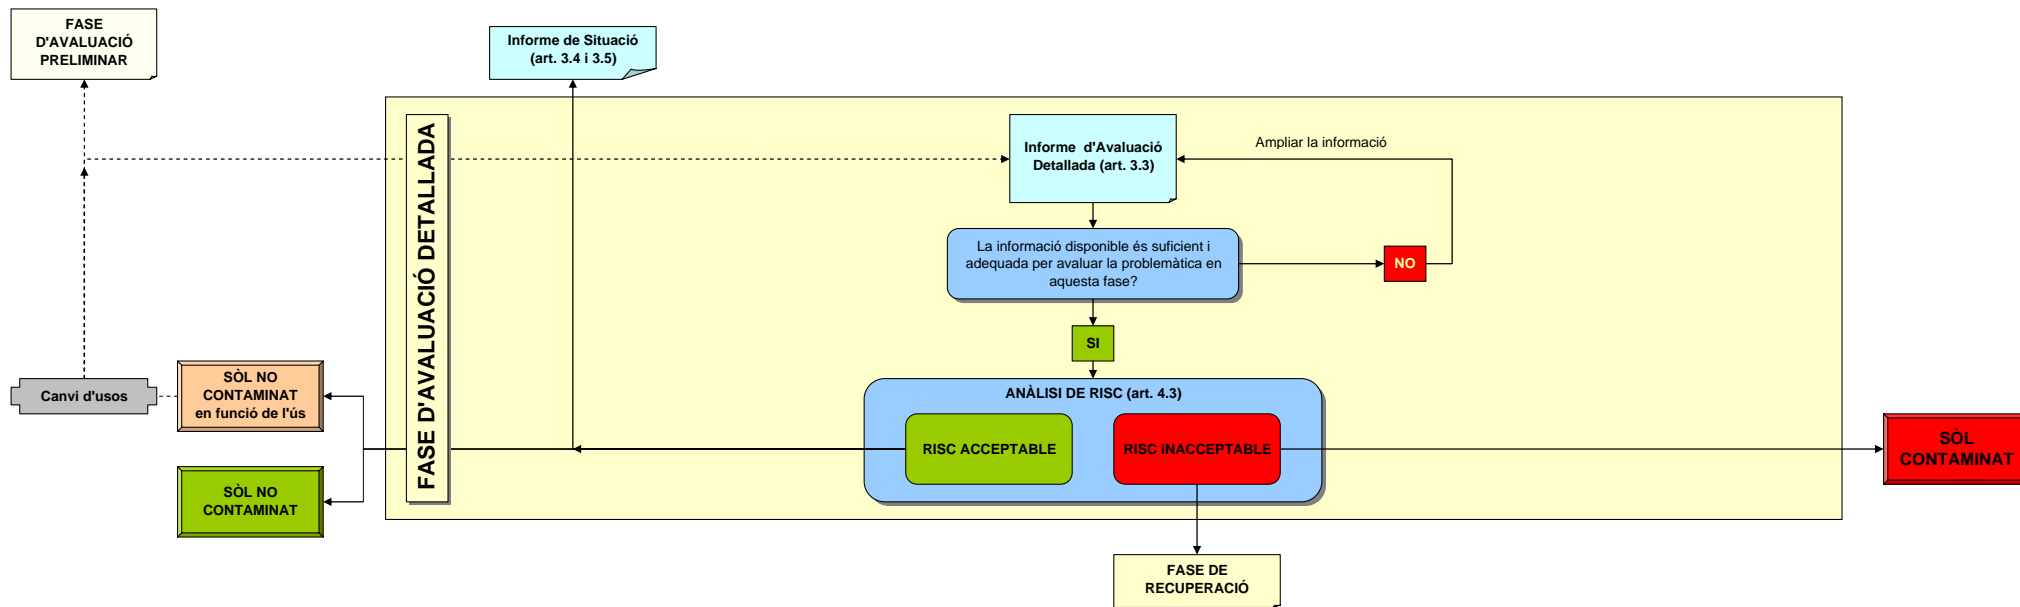 FASE
D'AVALUACIÓ
PRELIMINAR
Informe de Situació
(art. 3.4 i 3.5)
FASE D'AVALUACIÓ DETALLADA
Informe d'Avaluació
Detallada (art. 3.3)
Ampliar la informació
La informació disponible és suficient i
adequada per avaluar la problemàtica en
aquesta fase?
NO
SI
Canvi d'usos
SÒL NO
CONTAMINAT
en funció de l'ús
ANÀLISI DE RISC (art. 4.3)
RISC ACCEPTABLE
RISC INACCEPTABLE
SÒL
CONTAMINAT
SÒL NO
CONTAMINAT
FASE DE
RECUPERACIÓ